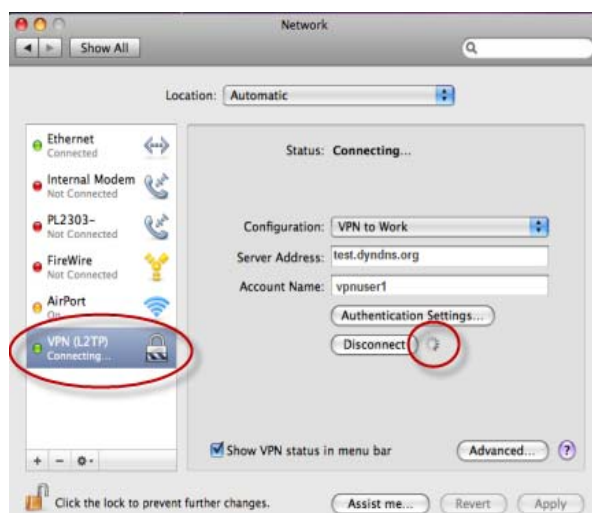 Network
Show All
Location: Automatic
Ethernet
Connected
Internal Modem
Not Connected
PL2303-
Not Connected
FireWire
Not Connected
AirPort
On
VPN (L2TP)
Connecting...
Status: Connecting...
Configuration: VPN to Work
Server Address: test.dyndns.org
Account Name: vpnuser1
Authentication Settings...
Disconnect
Show VPN status in menu bar
Advanced... ?
Click the lock to prevent further changes.
Assist me... Revert Apply